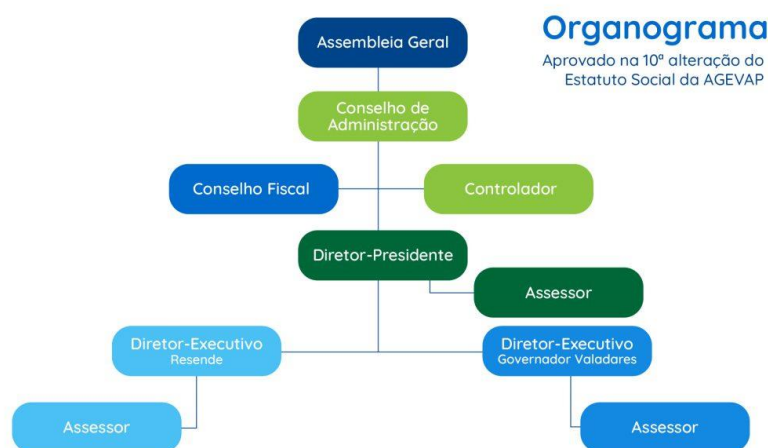 Organograma
Aprovado na 10ª alteração do
Estatuto Social da AGEVAP
Assembleia Geral
Conselho de
Administração
Conselho Fiscal
Controlador
Diretor-Presidente
Assessor
Diretor-Executivo
Resende
Diretor-Executivo
Governador Valadares
Assessor
Assessor